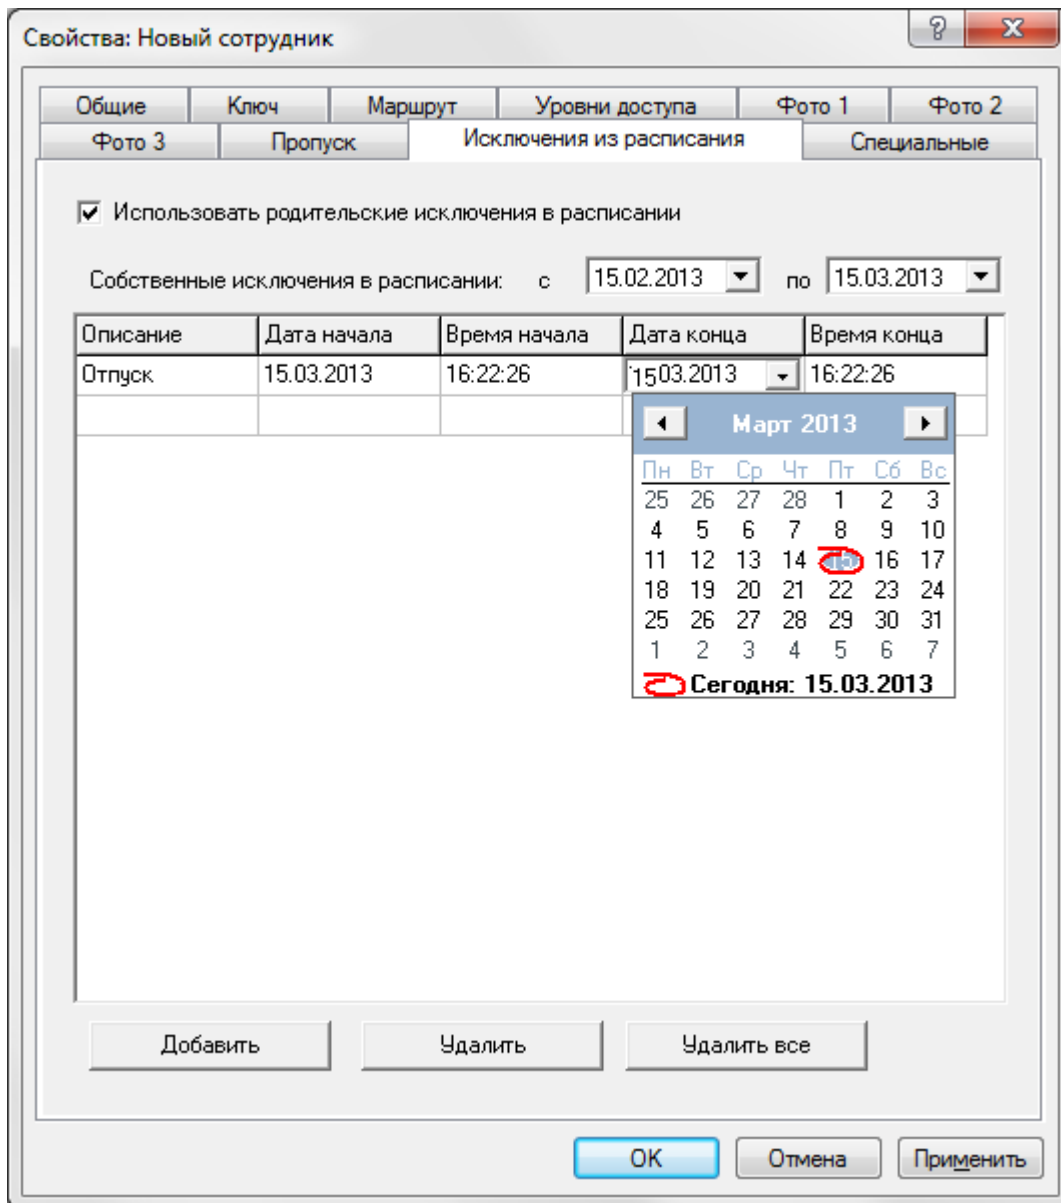 Свойства: Новый сотрудник
Общие Ключ Маршрут Уровни доступа Фото 1 Фото 2
Фото 3 Пропуск Исключения из расписания Специальные
Использовать родительские исключения в расписании
Собственные исключения в расписании: с 15.02.2013 по 15.03.2013
Описание Дата начала Время начала Дата конца Время конца
Отпуск 15.03.2013 16:22:26 15.03.2013 16:22:26
Март 2013
Пн Вт Ср Чт Пт Сб Вс
25 26 27 28 1 2 3
4 5 6 7 8 9 10
11 12 13 14 15 16 17
18 19 20 21 22 23 24
25 26 27 28 29 30 31
1 2 3 4 5 6 7
Сегодня: 15.03.2013
Добавить Удалить Удалить все
OK Отмена Применить